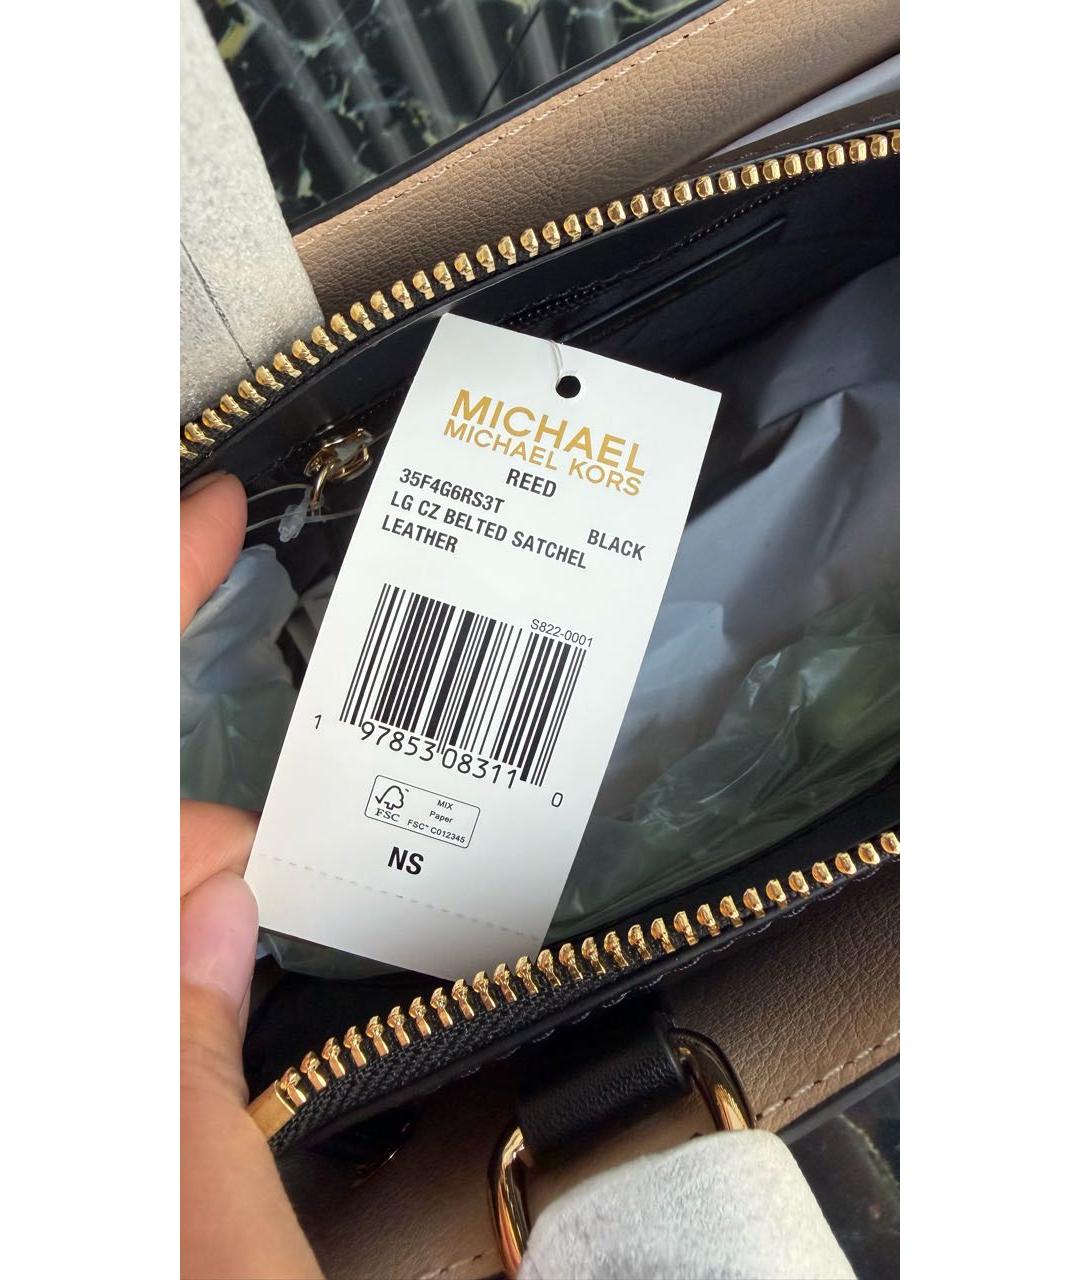 MICHAEL
MICHAEL KORS
REED
35F4G6RS3T
BLACK
LG CZ BELTED SATCHEL
LEATHER
S822-0001
1 97853 08311 0
FSC
MIX
Paper
FSC™ C012345
NS